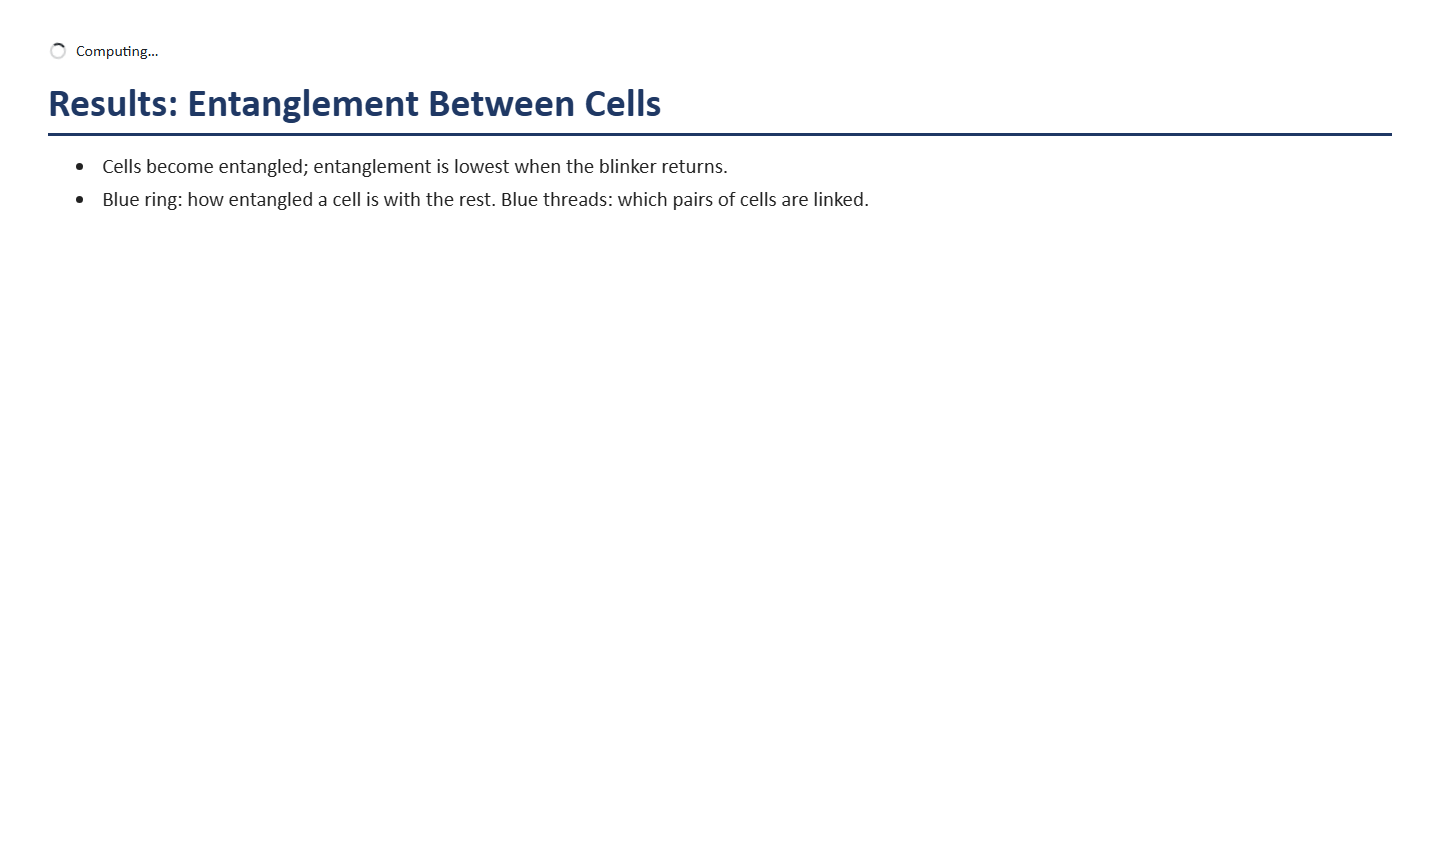 Computing...
Results: Entanglement Between Cells
• Cells become entangled; entanglement is lowest when the blinker returns.
• Blue ring: how entangled a cell is with the rest. Blue threads: which pairs of cells are linked.